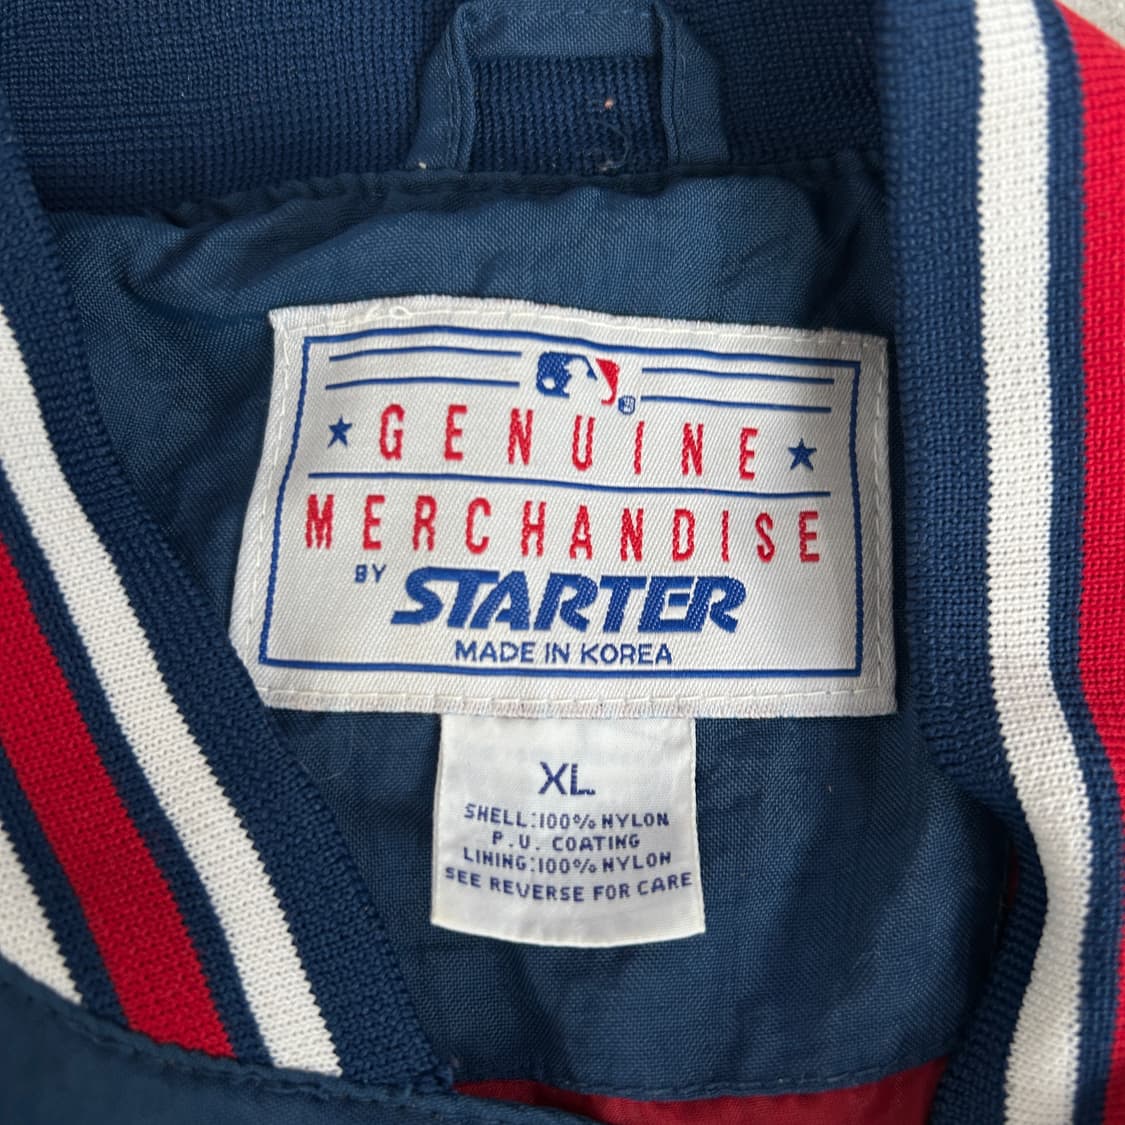 GENUINE
MERCHANDISE
BY STARTER
MADE IN KOREA
XL
SHELL:100% NYLON
P.U. COATING
LINING:100% NYLON
SEE REVERSE FOR CARE